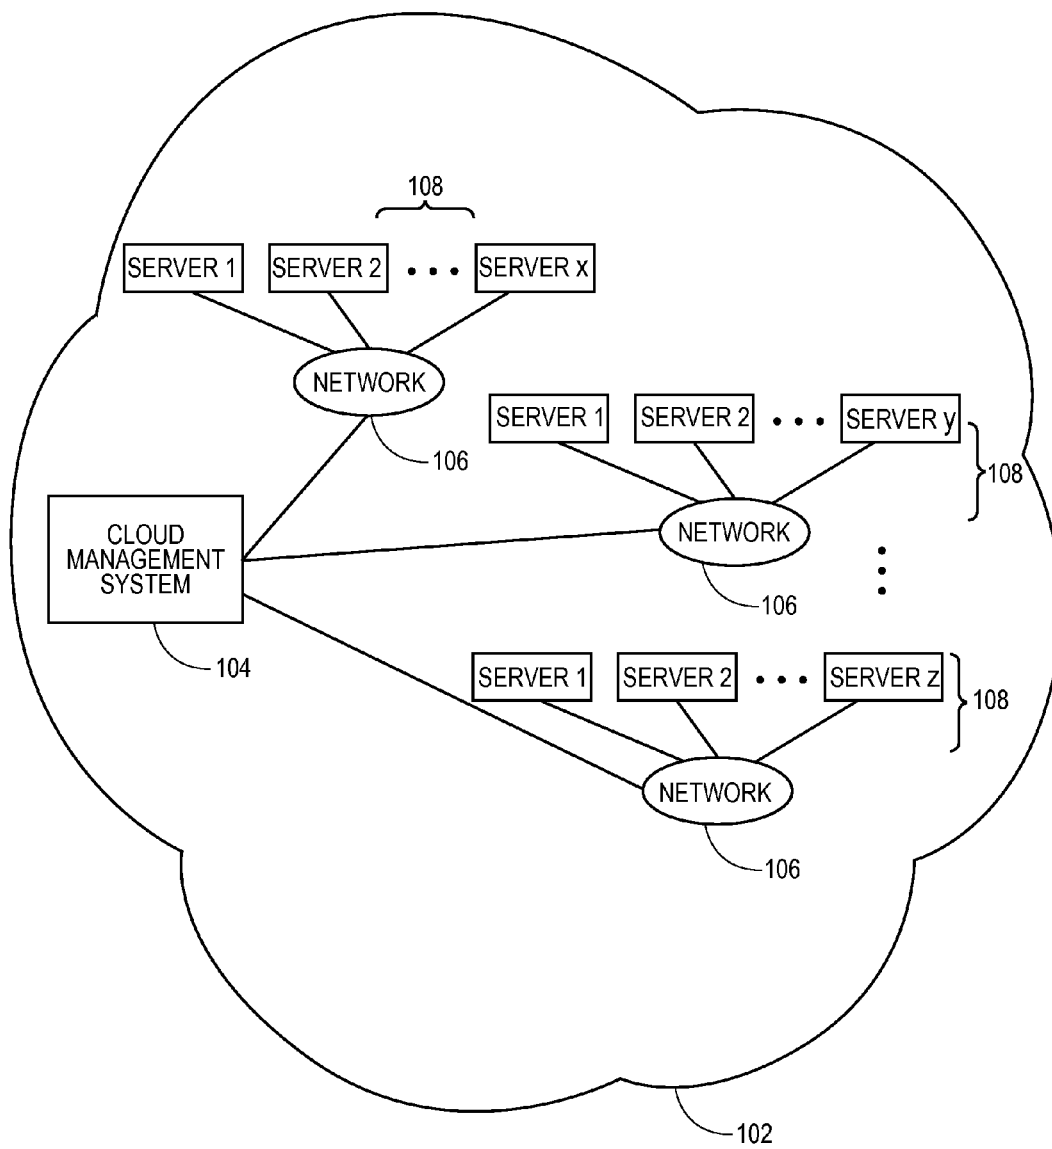 108
SERVER 1
SERVER 2
SERVER x
NETWORK
106
SERVER 1
SERVER 2
SERVER y
108
CLOUD
MANAGEMENT
SYSTEM
NETWORK
106
104
SERVER 1
SERVER 2
SERVER z
108
NETWORK
106
102